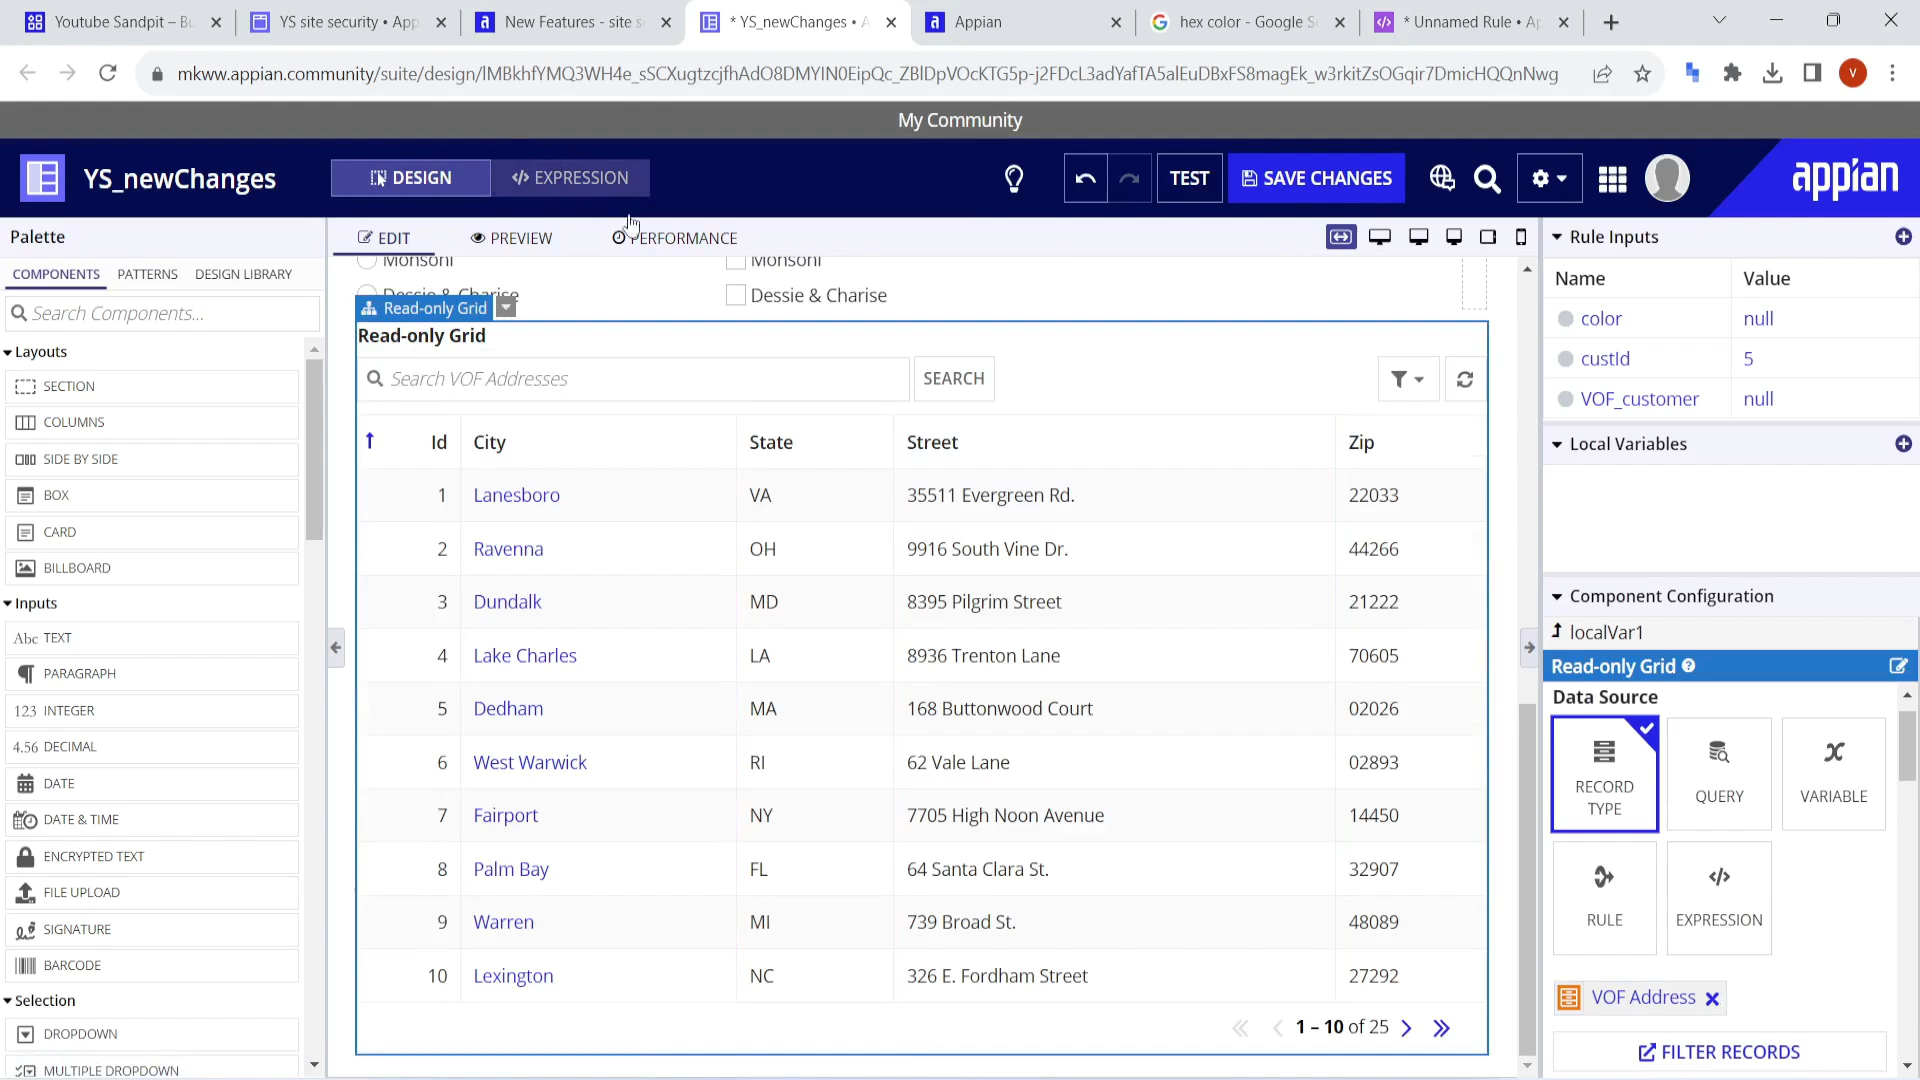 Youtube Sandpit – Bu
YS site security • App
New Features - site s
* YS_newChanges • A
Appian
hex color - Google S
* Unnamed Rule • Ap
My Community
YS_newChanges
DESIGN
EXPRESSION
TEST
SAVE CHANGES
appian
Palette
EDIT
PREVIEW
PERFORMANCE
Rule Inputs
COMPONENTS
PATTERNS
DESIGN LIBRARY
Search Components...
Layouts
SECTION
COLUMNS
SIDE BY SIDE
BOX
CARD
BILLBOARD
Inputs
Abc TEXT
PARAGRAPH
123 INTEGER
4.56 DECIMAL
DATE
DATE & TIME
ENCRYPTED TEXT
FILE UPLOAD
SIGNATURE
BARCODE
Selection
DROPDOWN
MULTIPLE DROPDOWN
Monsoni
Monsoni
Dessie & Charise
Dessie & Charise
Read-only Grid
Read-only Grid
Search VOF Addresses
SEARCH
Id City State Street Zip
1 Lanesboro VA 35511 Evergreen Rd. 22033
2 Ravenna OH 9916 South Vine Dr. 44266
3 Dundalk MD 8395 Pilgrim Street 21222
4 Lake Charles LA 8936 Trenton Lane 70605
5 Dedham MA 168 Buttonwood Court 02026
6 West Warwick RI 62 Vale Lane 02893
7 Fairport NY 7705 High Noon Avenue 14450
8 Palm Bay FL 64 Santa Clara St. 32907
9 Warren MI 739 Broad St. 48089
10 Lexington NC 326 E. Fordham Street 27292
1 – 10 of 25
Name Value
color null
custId 5
VOF_customer null
Local Variables
Component Configuration
localVar1
Read-only Grid
Data Source
RECORD TYPE
QUERY
VARIABLE
RULE
EXPRESSION
VOF Address
FILTER RECORDS